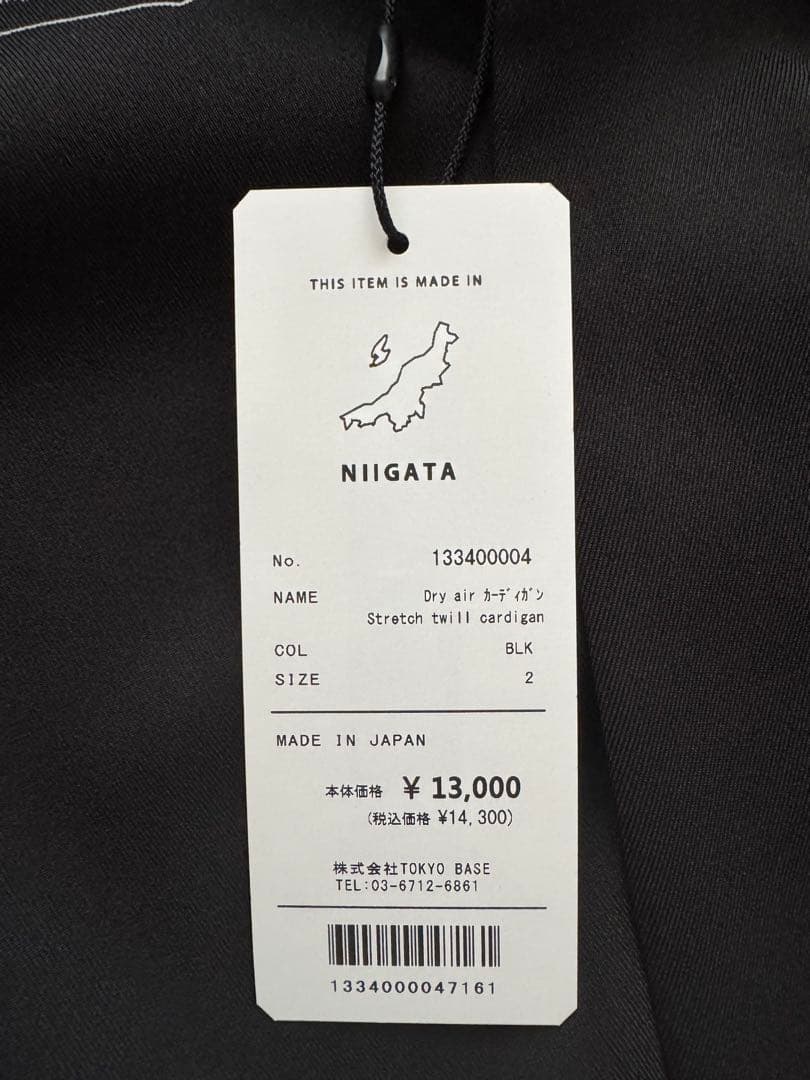 THIS ITEM IS MADE IN
NIIGATA
No. 133400004
NAME Dry air ｶｰﾃﾞｨｶﾞﾝ
Stretch twill cardigan
COL BLK
SIZE 2
MADE IN JAPAN
本体価格 ¥ 13,000
(税込価格 ¥14,300)
株式会社TOKYO BASE
TEL:03-6712-6861
1334000047161